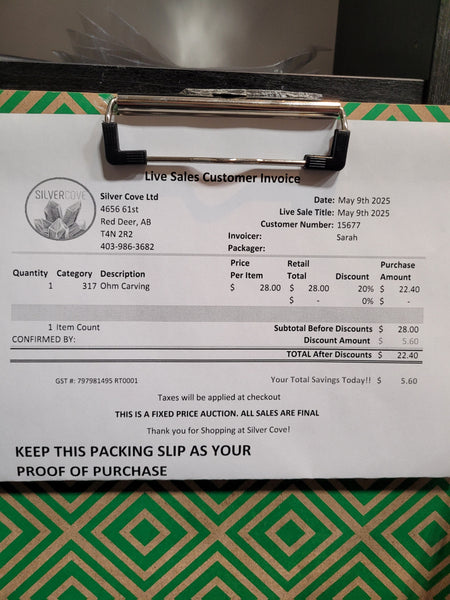 Live Sales Customer Invoice
SILVERCOVE
Silver Cove Ltd
4656 61st
Red Deer, AB
T4N 2R2
403-986-3682
Date: May 9th 2025
Live Sale Title: May 9th 2025
Customer Number: 15677
Invoicer: Sarah
Packager:
Quantity Category Description Price Per Item Retail Total Discount Purchase Amount
1 317 Ohm Carving $ 28.00 $ 28.00 20% $ 22.40
$ - 0% $ -
1 Item Count Subtotal Before Discounts $ 28.00
CONFIRMED BY: Discount Amount $ 5.60
TOTAL After Discounts $ 22.40
GST #: 797981495 RT0001 Your Total Savings Today!! $ 5.60
Taxes will be applied at checkout
THIS IS A FIXED PRICE AUCTION. ALL SALES ARE FINAL
Thank you for Shopping at Silver Cove!
KEEP THIS PACKING SLIP AS YOUR
PROOF OF PURCHASE